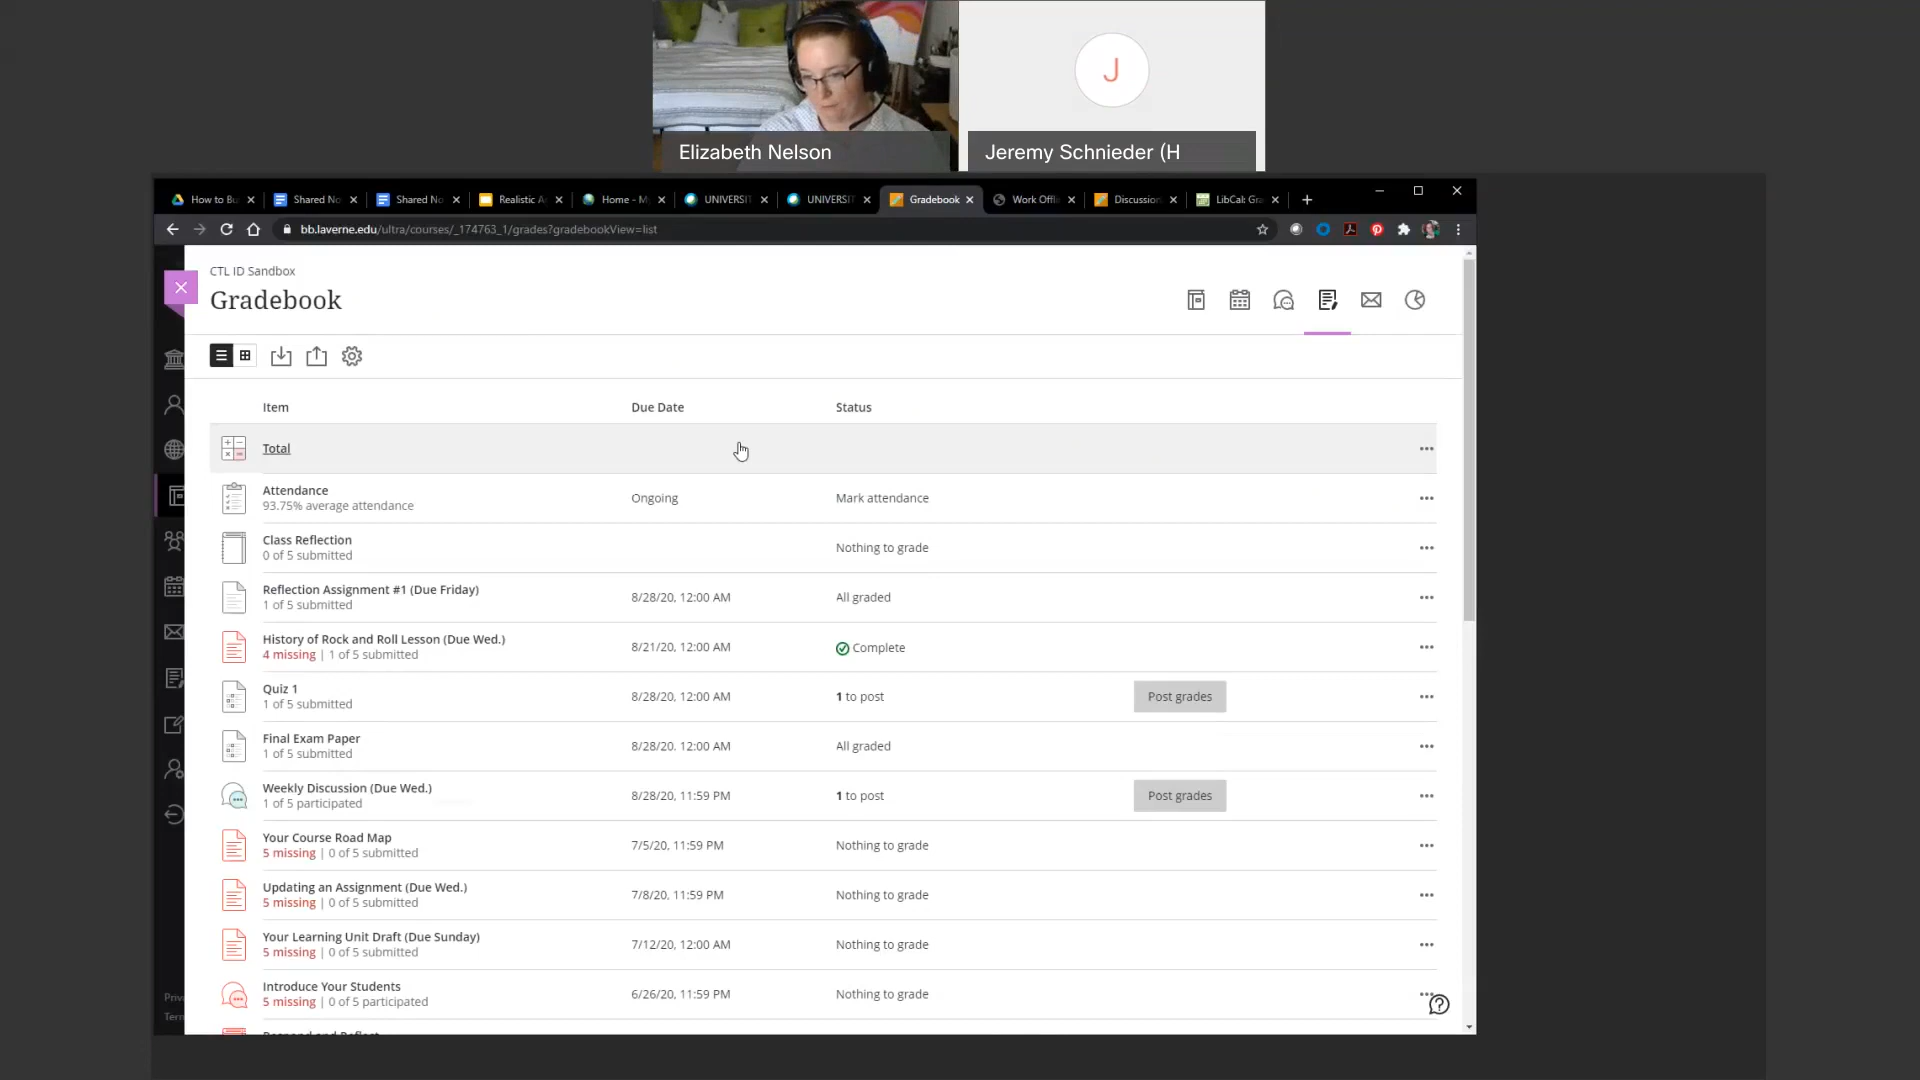 J
Elizabeth Nelson
Jeremy Schnieder (H
How to Bu
Shared No
Shared No
Realistic A
Home - M
UNIVERSIT
UNIVERSIT
Gradebook
Work Offli
Discussion
LibCal: Gra
bb.laverne.edu/ultra/courses/_174763_1/grades?gradebookView=list
CTL ID Sandbox
Gradebook
Item Due Date Status
Total
Attendance
93.75% average attendance
Ongoing
Mark attendance
Class Reflection
0 of 5 submitted
Nothing to grade
Reflection Assignment #1 (Due Friday)
1 of 5 submitted
8/28/20, 12:00 AM
All graded
History of Rock and Roll Lesson (Due Wed.)
4 missing | 1 of 5 submitted
8/21/20, 12:00 AM
Complete
Quiz 1
1 of 5 submitted
8/28/20, 12:00 AM
1 to post
Post grades
Final Exam Paper
1 of 5 submitted
8/28/20, 12:00 AM
All graded
Weekly Discussion (Due Wed.)
1 of 5 participated
8/28/20, 11:59 PM
1 to post
Post grades
Your Course Road Map
5 missing | 0 of 5 submitted
7/5/20, 11:59 PM
Nothing to grade
Updating an Assignment (Due Wed.)
5 missing | 0 of 5 submitted
7/8/20, 11:59 PM
Nothing to grade
Your Learning Unit Draft (Due Sunday)
5 missing | 0 of 5 submitted
7/12/20, 12:00 AM
Nothing to grade
Introduce Your Students
5 missing | 0 of 5 participated
6/26/20, 11:59 PM
Nothing to grade
Priv
Term